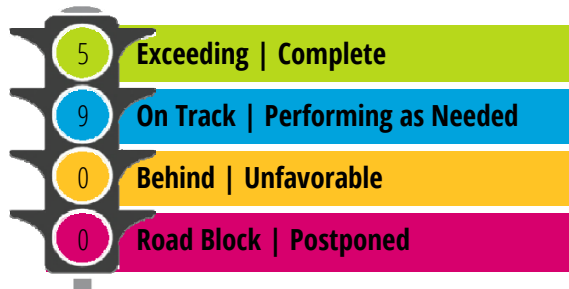 5 Exceeding | Complete
9 On Track | Performing as Needed
0 Behind | Unfavorable
0 Road Block | Postponed